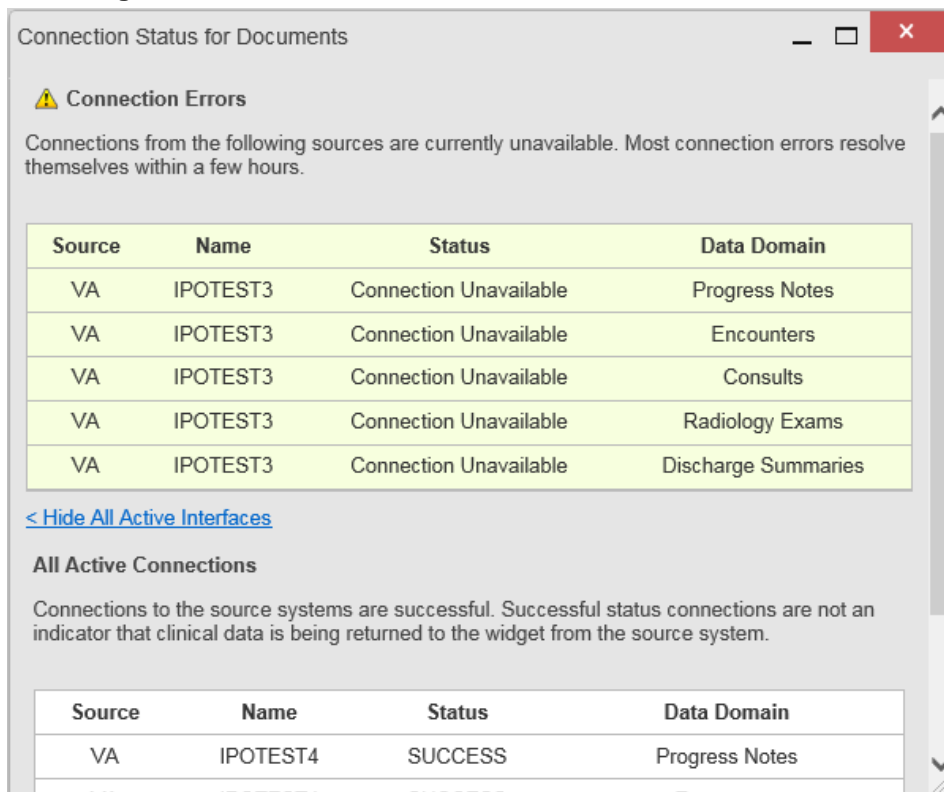 Connection Status for Documents
Connection Errors
Connections from the following sources are currently unavailable. Most connection errors resolve
themselves within a few hours.
Source Name Status Data Domain
VA IPOTEST3 Connection Unavailable Progress Notes
VA IPOTEST3 Connection Unavailable Encounters
VA IPOTEST3 Connection Unavailable Consults
VA IPOTEST3 Connection Unavailable Radiology Exams
VA IPOTEST3 Connection Unavailable Discharge Summaries
< Hide All Active Interfaces
All Active Connections
Connections to the source systems are successful. Successful status connections are not an
indicator that clinical data is being returned to the widget from the source system.
Source Name Status Data Domain
VA IPOTEST4 SUCCESS Progress Notes